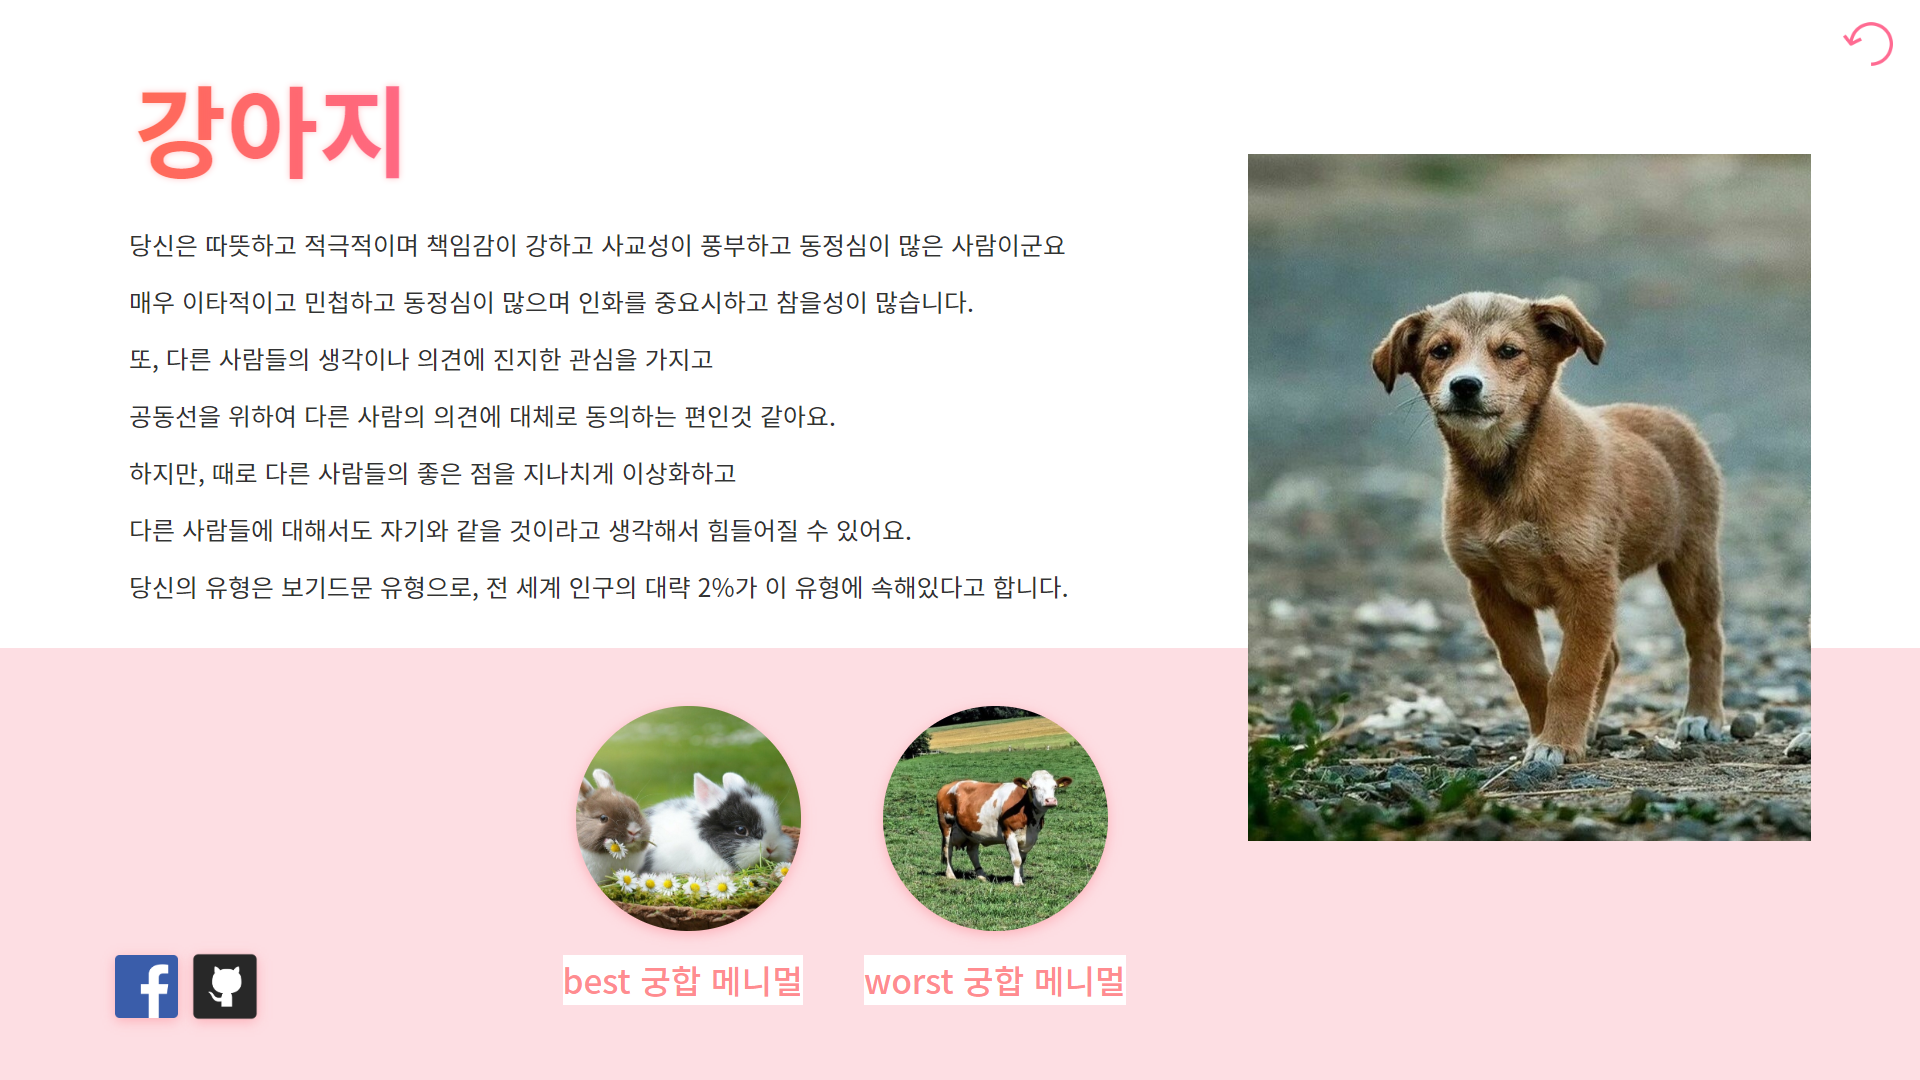 강아지
당신은 따뜻하고 적극적이며 책임감이 강하고 사교성이 풍부하고 동정심이 많은 사람이군요
매우 이타적이고 민첩하고 동정심이 많으며 인화를 중요시하고 참을성이 많습니다.
또, 다른 사람들의 생각이나 의견에 진지한 관심을 가지고
공동선을 위하여 다른 사람의 의견에 대체로 동의하는 편인것 같아요.
하지만, 때로 다른 사람들의 좋은 점을 지나치게 이상화하고
다른 사람들에 대해서도 자기와 같을 것이라고 생각해서 힘들어질 수 있어요.
당신의 유형은 보기드문 유형으로, 전 세계 인구의 대략 2%가 이 유형에 속해있다고 합니다.
best 궁합 메니멀
worst 궁합 메니멀